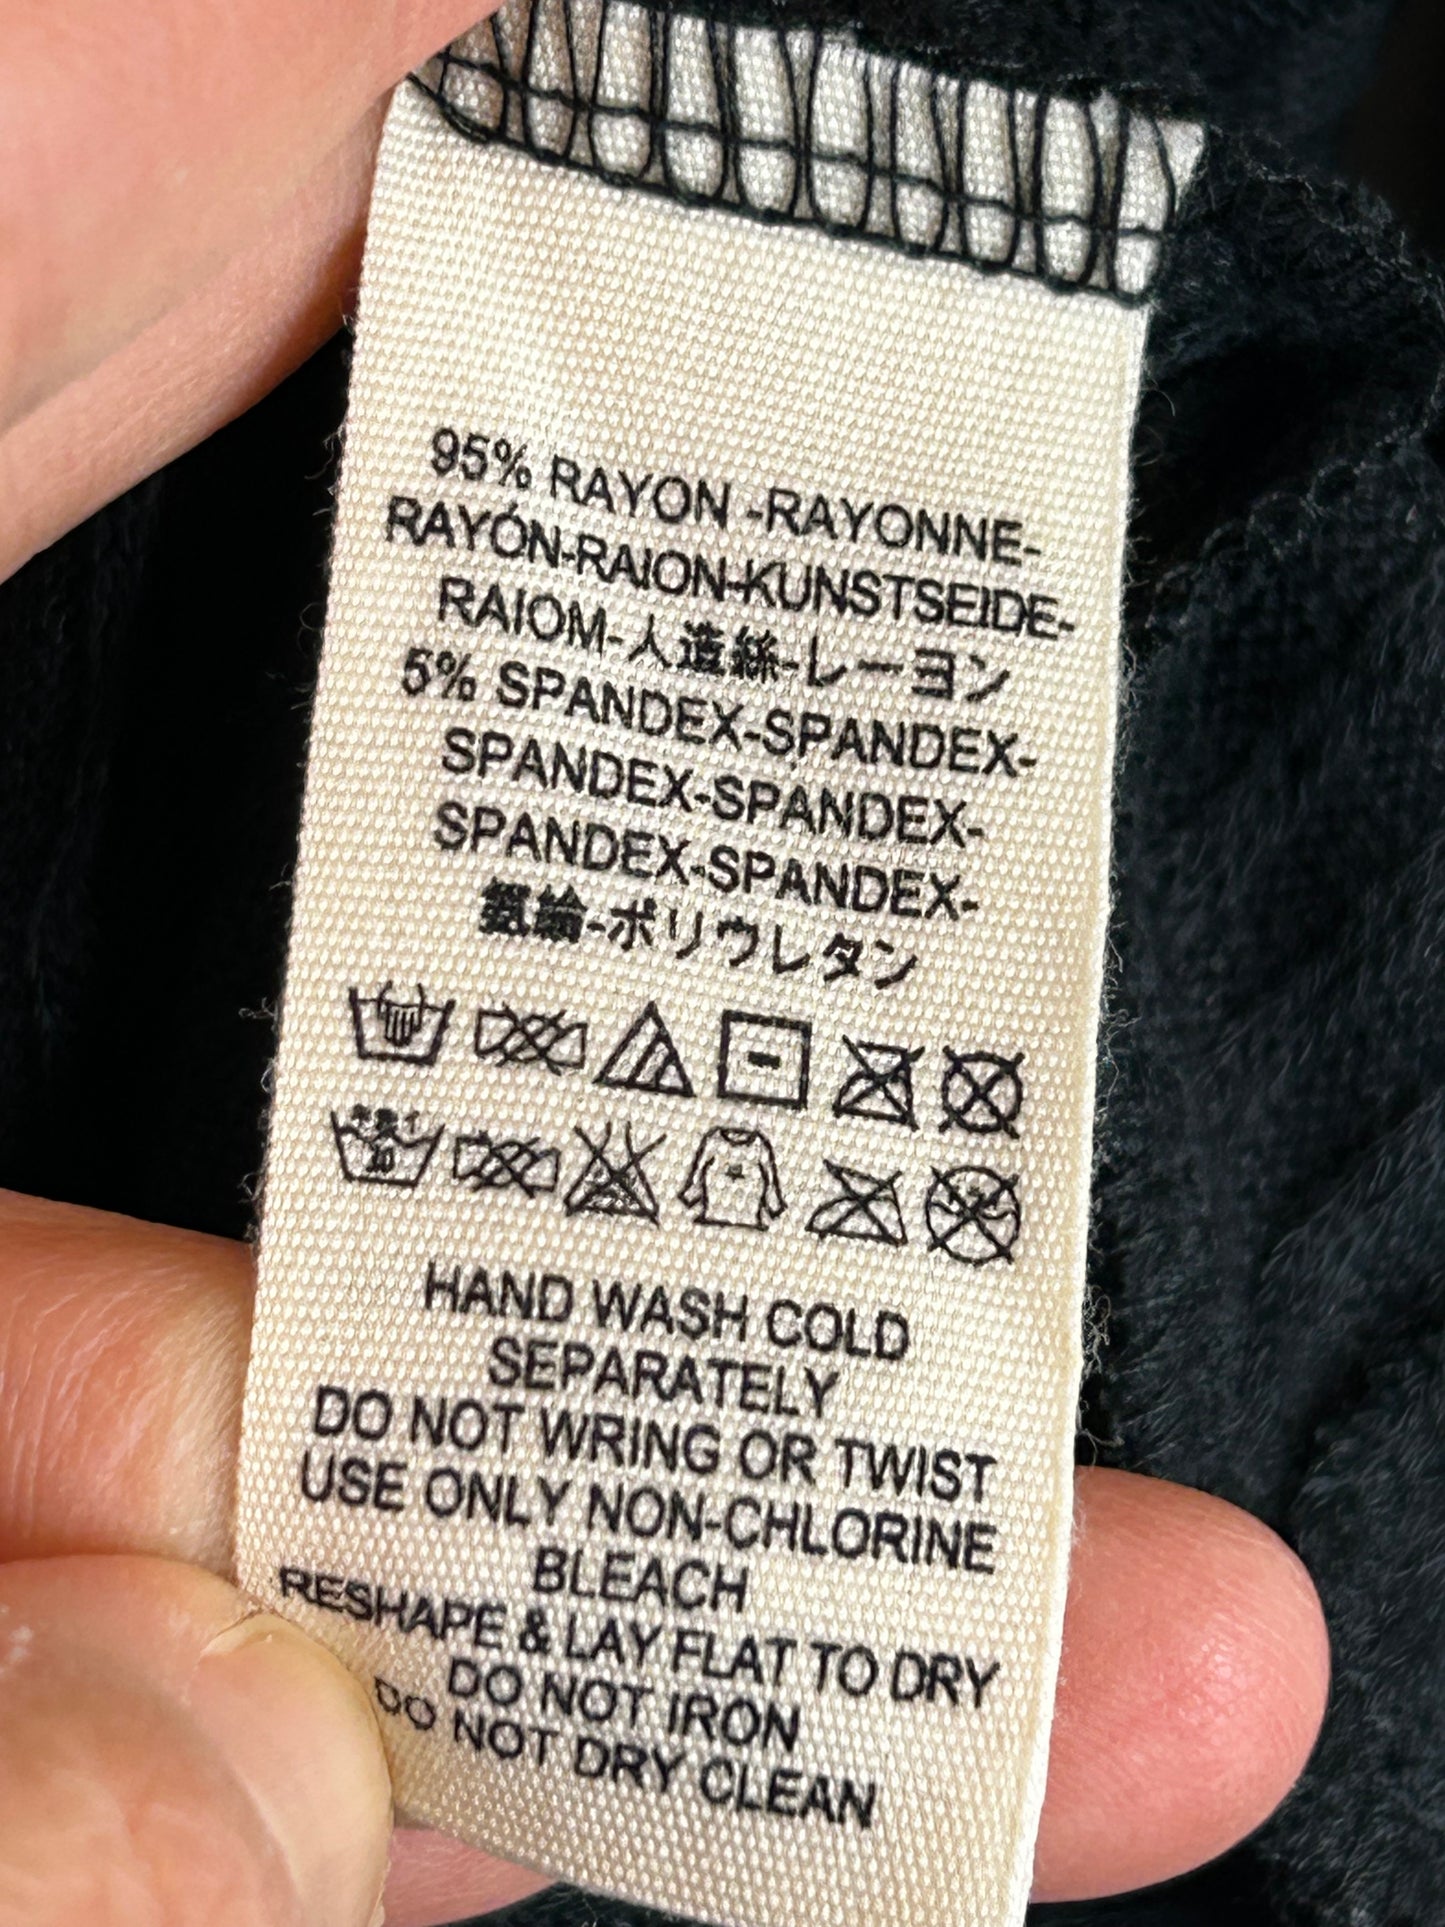 95% RAYON -RAYONNE-
RAYÓN-RAION-KUNSTSEIDE-
RAIOM-人造絲-レーヨン
5% SPANDEX-SPANDEX-
SPANDEX-SPANDEX-
SPANDEX-SPANDEX-
-ポリウレタン
HAND WASH COLD
SEPARATELY
DO NOT WRING OR TWIST
USE ONLY NON-CHLORINE
BLEACH
RESHAPE & LAY FLAT TO DRY
DO NOT IRON
DO NOT DRY CLEAN